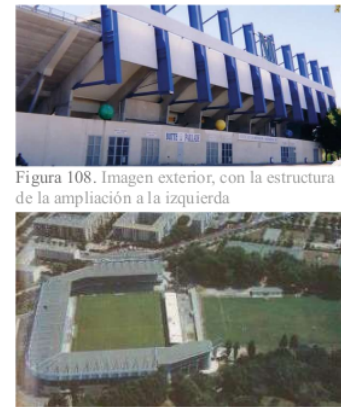 Figura 108. Imagen exterior, con la estructura
de la ampliación a la izquierda